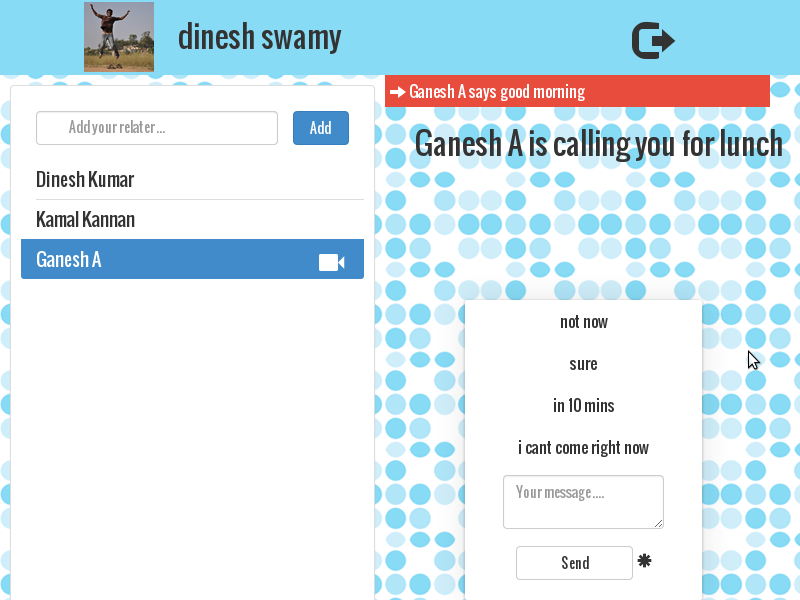 dinesh swamy
Add your relater ...
Add
Dinesh Kumar
Kamal Kannan
Ganesh A
Ganesh A says good morning
Ganesh A is calling you for lunch
not now
sure
in 10 mins
i cant come right now
Your message ....
Send